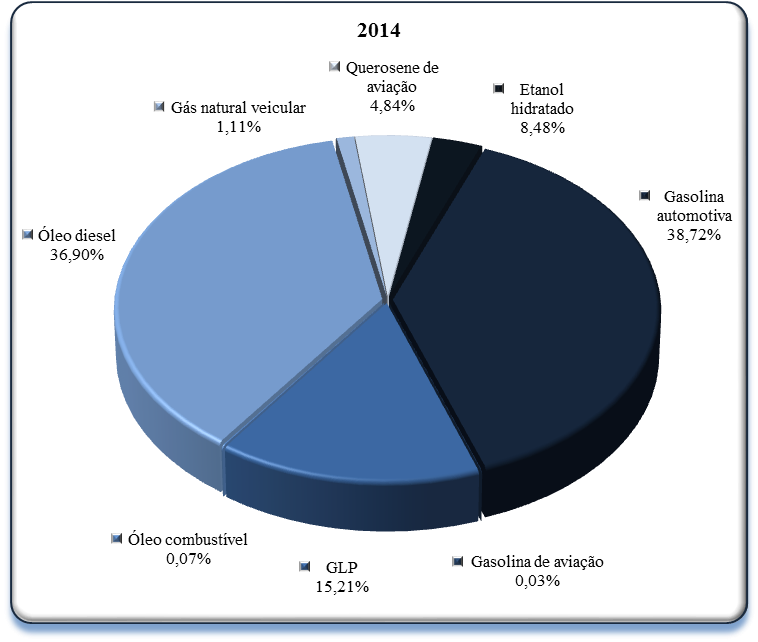 2014
Querosene de
aviação
4,84%
Etanol
hidratado
8,48%
Gás natural veicular
1,11%
Gasolina
automotiva
38,72%
Óleo diesel
36,90%
Óleo combustível
0,07%
GLP
15,21%
Gasolina de aviação
0,03%